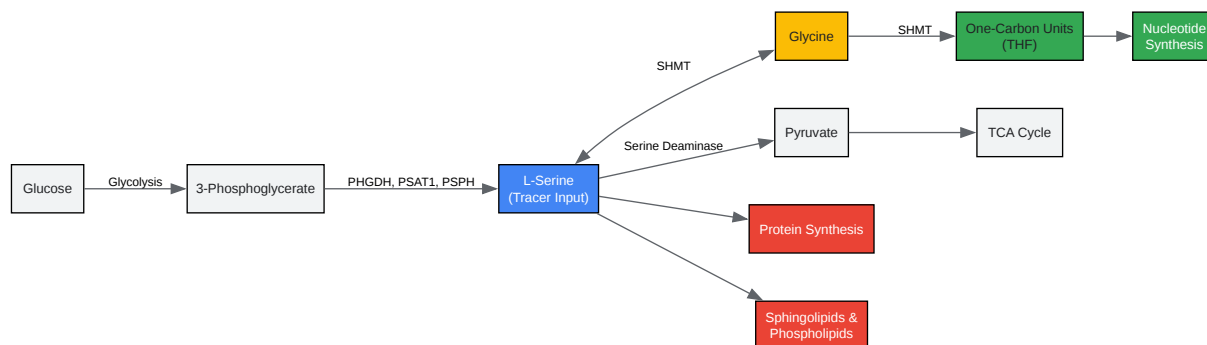 Glucose
Glycolysis
3-Phosphoglycerate
PHGDH, PSAT1, PSPH
L-Serine
(Tracer Input)
SHMT
Glycine
SHMT
One-Carbon Units
(THF)
Nucleotide
Synthesis
Serine Deaminase
Pyruvate
TCA Cycle
Protein Synthesis
Sphingolipids &
Phospholipids